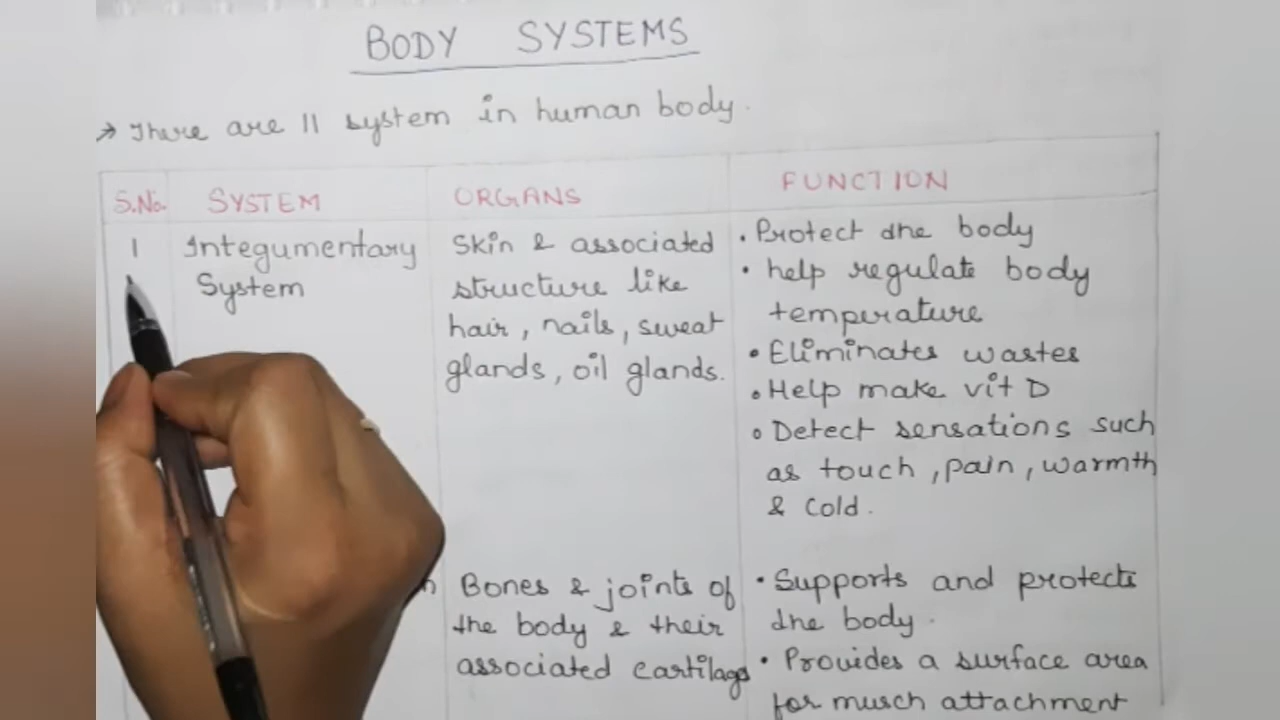 BODY SYSTEMS
→ There are 11 system in human body.
S.No. SYSTEM ORGANS FUNCTION
1 Integumentary System
Skin & associated
structure like
hair, nails, sweat
glands, oil glands.
• Protect the body
• help regulate body
temperature
• Eliminates wastes
• Help make vit D
• Detect sensations such
as touch, pain, warmth
& cold.
Bones & joints of
the body & their
associated cartilages
• Supports and protects
the body.
• Provides a surface area
for musch attachment